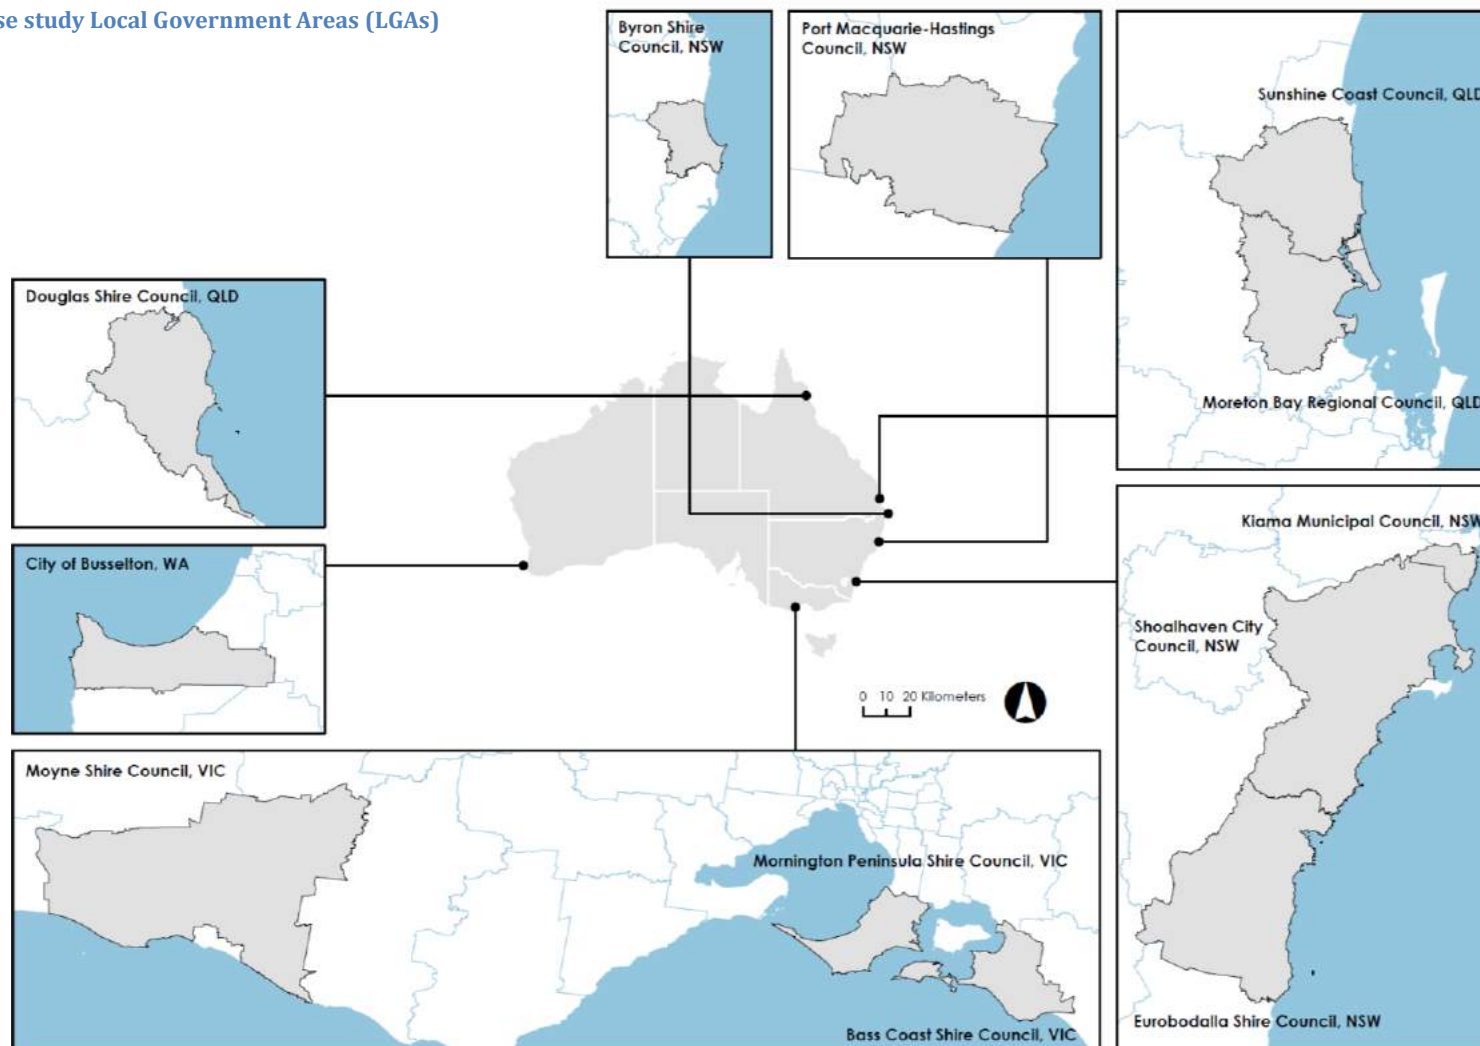 se study Local Government Areas (LGAs)
Byron Shire
Council, NSW
Port Macquarie-Hastings
Council, NSW
Sunshine Coast Council, QLD
Moreton Bay Regional Council, QLD
Douglas Shire Council, QLD
City of Busselton, WA
Kiama Municipal Council, NSW
Shoalhaven City
Council, NSW
Eurobodalla Shire Council, NSW
0 10 20 Kilometers
Moyne Shire Council, VIC
Mornington Peninsula Shire Council, VIC
Bass Coast Shire Council, VIC